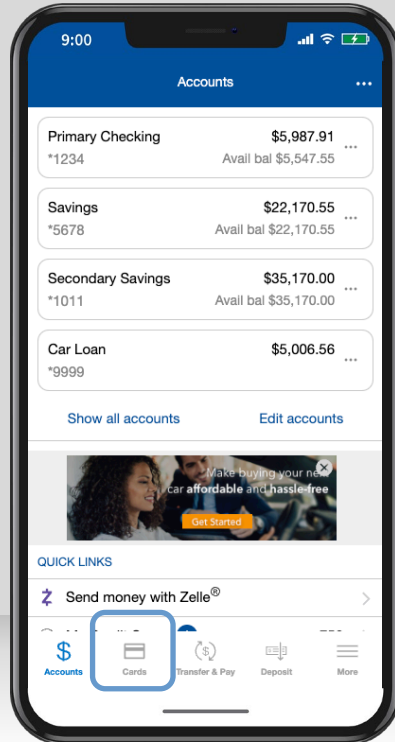 9:00
Accounts
Primary Checking $5,987.91
*1234 Avail bal $5,547.55
Savings $22,170.55
*5678 Avail bal $22,170.55
Secondary Savings $35,170.00
*1011 Avail bal $35,170.00
Car Loan $5,006.56
*9999
Show all accounts Edit accounts
Make buying your
car affordable and hassle-free
Get Started
QUICK LINKS
Send money with Zelle®
Accounts Cards Transfer & Pay Deposit More